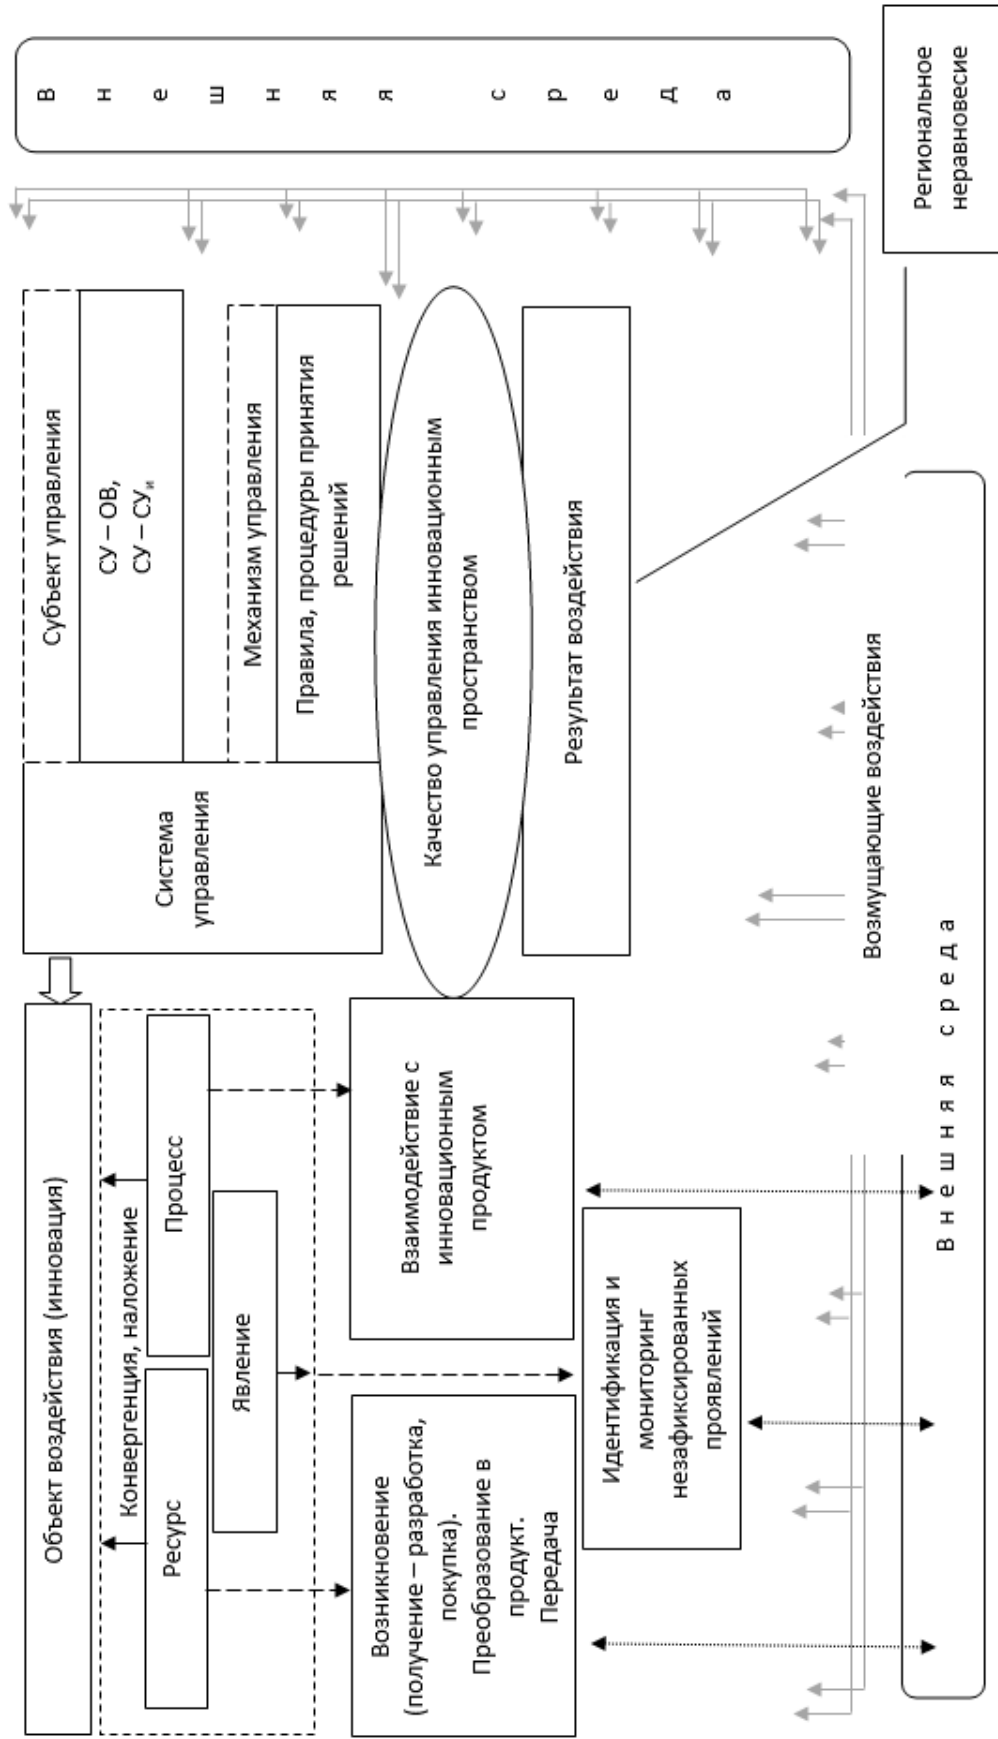 Объект воздействия (инновация)
Конвергенция, наложение
Ресурс
Процесс
Явление
Возникновение
(получение – разработка,
покупка).
Преобразование в
продукт.
Передача
Взаимодействие с
инновационным
продуктом
Идентификация и
мониторинг
незафиксированных
проявлений
Система
управления
Субъект управления
СУ – ОВ,
СУ – СУи
Механизм управления
Правила, процедуры принятия
решений
Качество управления инновационным
пространством
Результат воздействия
Возмущающие воздействия
Внешняя среда
Внешняя среда
Региональное
неравновесие